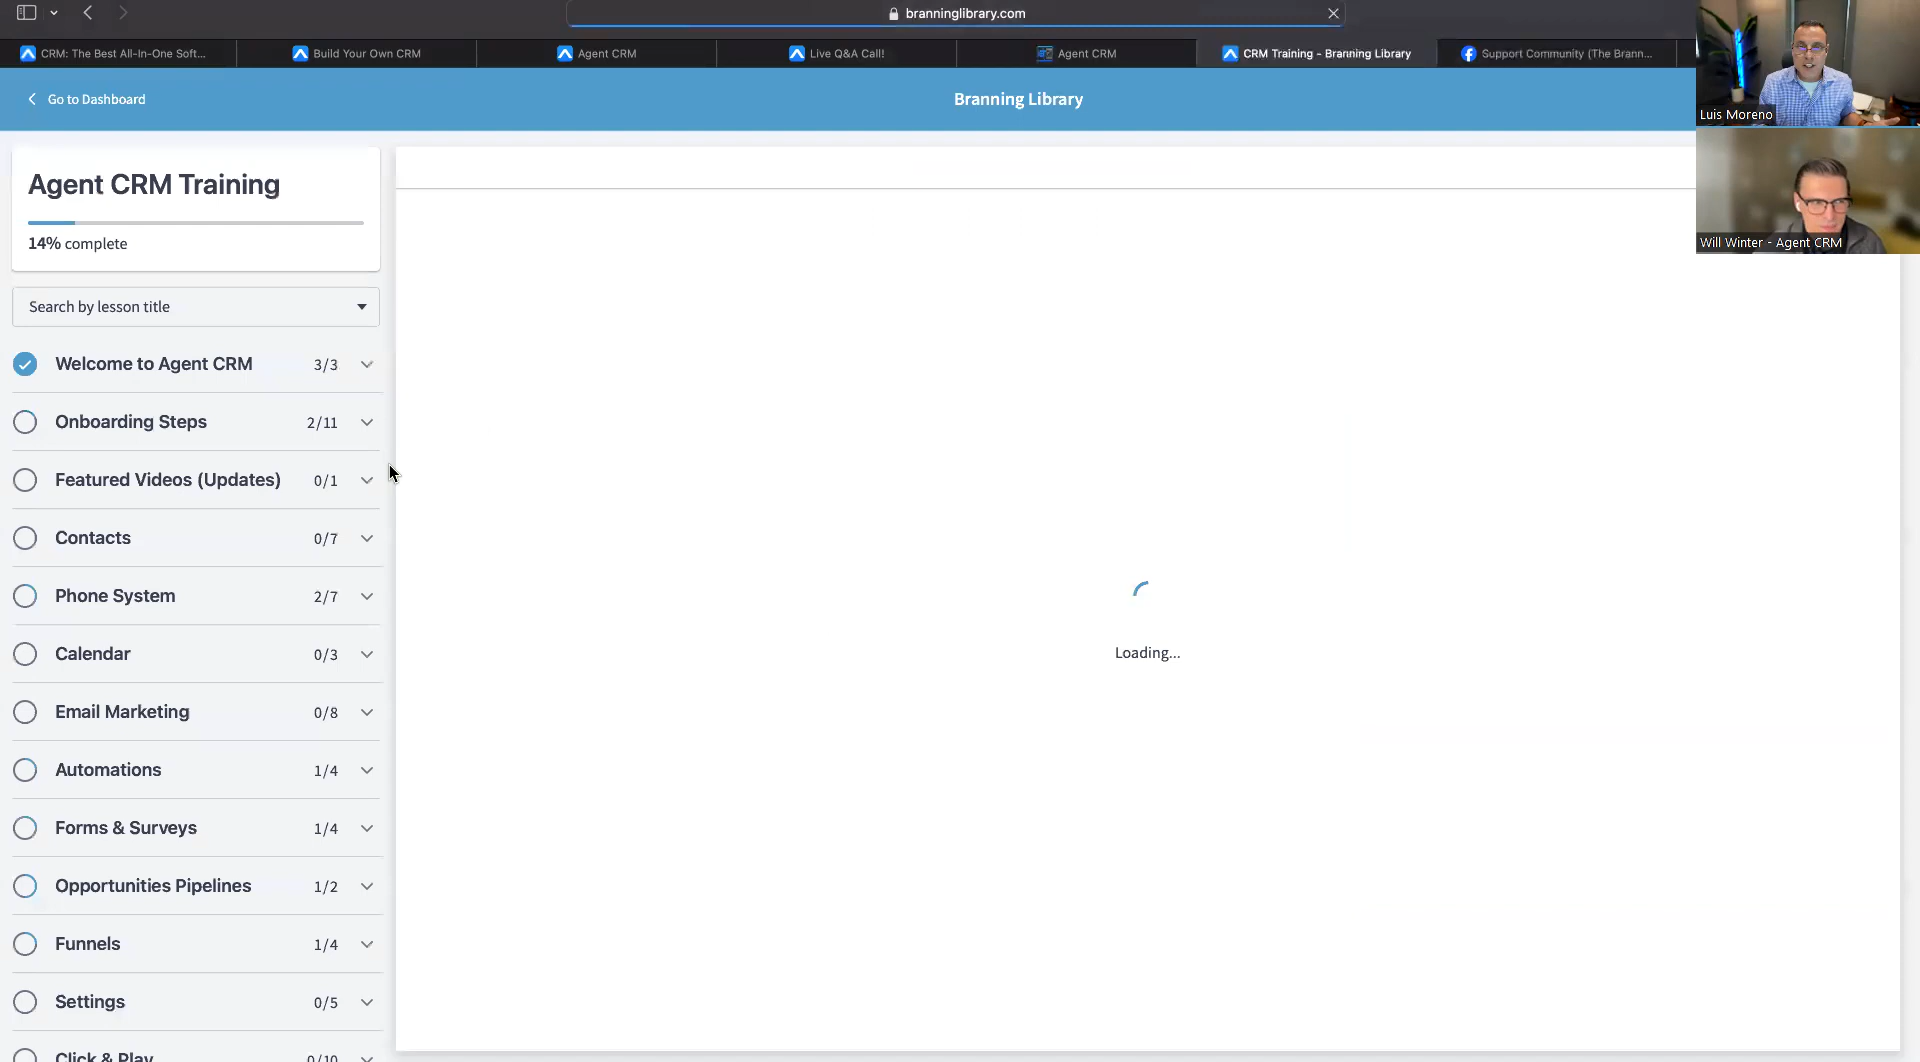 branninglibrary.com
CRM: The Best All-In-One Soft...
Build Your Own CRM
Agent CRM
Live Q&A Call!
Agent CRM
CRM Training - Branning Library
Support Community (The Brann...
Go to Dashboard
Branning Library
Luis Moreno
Will Winter - Agent CRM
Agent CRM Training
14% complete
Search by lesson title
Welcome to Agent CRM 3/3
Onboarding Steps 2/11
Featured Videos (Updates) 0/1
Contacts 0/7
Phone System 2/7
Calendar 0/3
Email Marketing 0/8
Automations 1/4
Forms & Surveys 1/4
Opportunities Pipelines 1/2
Funnels 1/4
Settings 0/5
Click & Play 0/10
Loading...